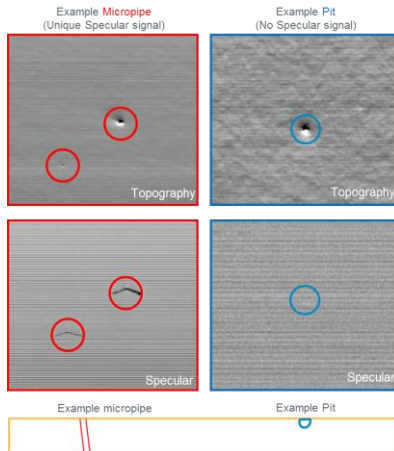 Example Micropipe
(Unique Specular signal)
Example Pit
(No Specular signal)
Topography
Topography
Specular
Specular
Example micropipe
Example Pit